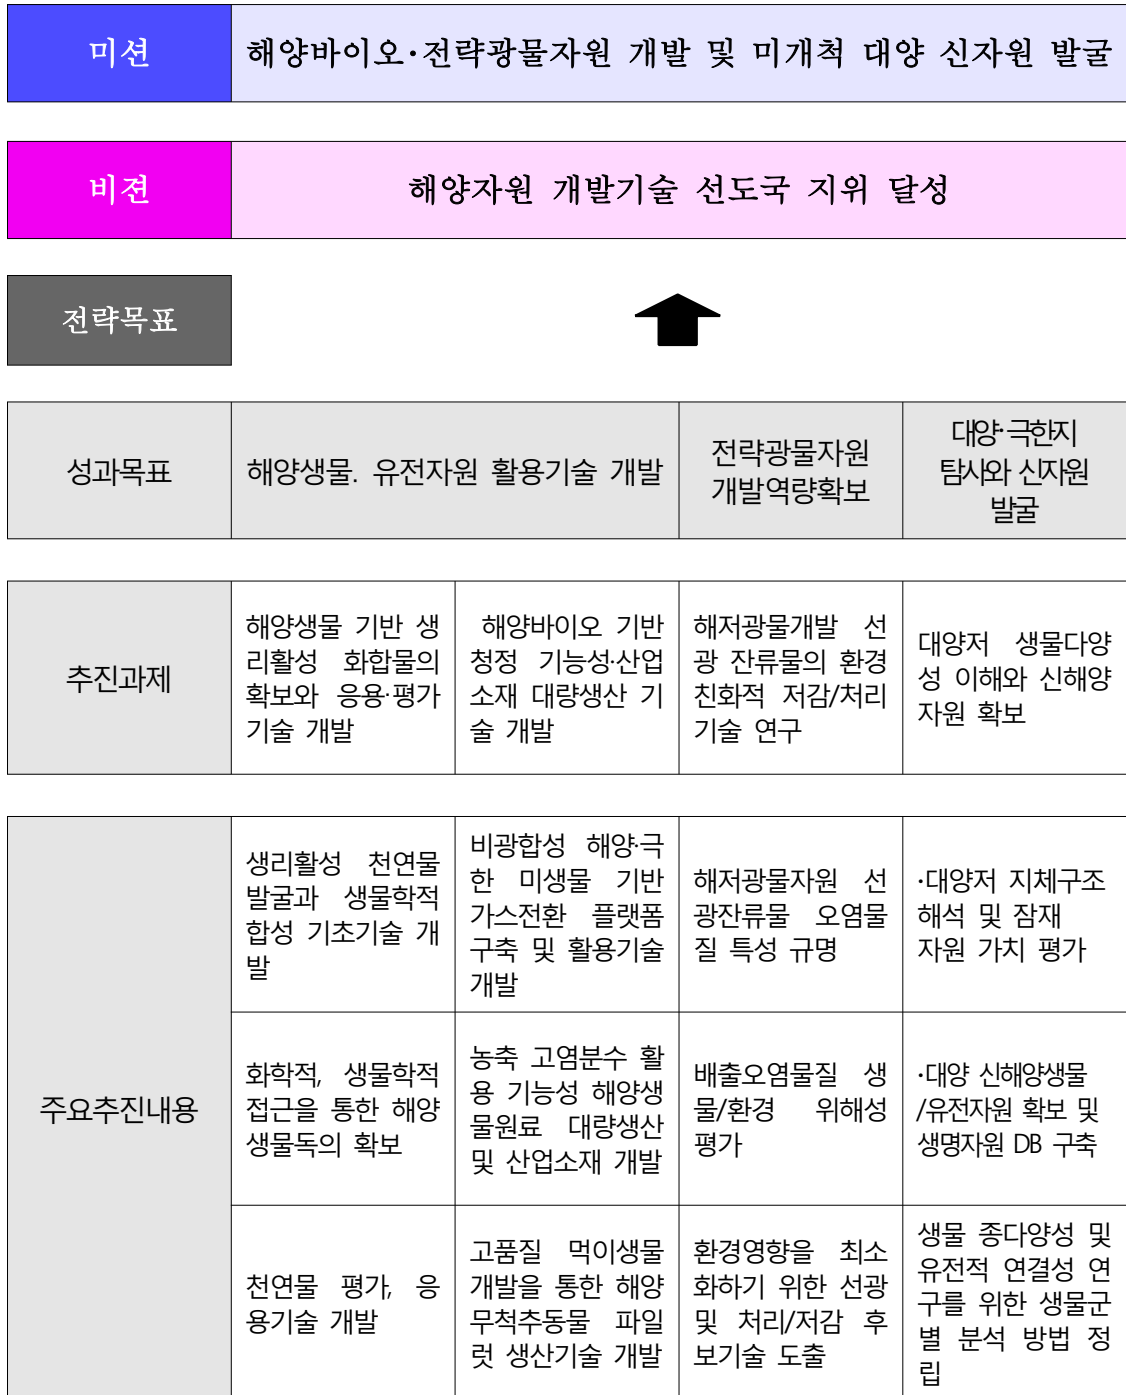 미션
해양바이오·전략광물자원 개발 및 미개척 대양 신자원 발굴
비젼
해양자원 개발기술 선도국 지위 달성
전략목표
성과목표
해양생물. 유전자원 활용기술 개발
전략광물자원
개발역량확보
대양·극한지
탐사와 신자원
발굴
추진과제
해양생물 기반 생
리활성 화합물의
확보와 응용·평가
기술 개발
해양바이오 기반
청정 기능성·산업
소재 대량생산 기
술 개발
해저광물개발 선
광 잔류물의 환경
친화적 저감/처리
기술 연구
대양저 생물다양
성 이해와 신해양
자원 확보
주요추진내용
생리활성 천연물
발굴과 생물학적
합성 기초기술 개
발
비광합성 해양·극
한 미생물 기반
가스전환 플랫폼
구축 및 활용기술
개발
해저광물자원 선
광잔류물 오염물
질 특성 규명
·대양저 지체구조
해석 및 잠재
자원 가치 평가
화학적, 생물학적
접근을 통한 해양
생물독의 확보
농축 고염분수 활
용 기능성 해양생
물원료 대량생산
및 산업소재 개발
배출오염물질 생
물/환경 위해성
평가
·대양 신해양생물
/유전자원 확보 및
생명자원 DB 구축
천연물 평가, 응
용기술 개발
고품질 먹이생물
개발을 통한 해양
무척추동물 파일
럿 생산기술 개발
환경영향을 최소
화하기 위한 선광
및 처리/저감 후
보기술 도출
생물 종다양성 및
유전적 연결성 연
구를 위한 생물군
별 분석 방법 정
립